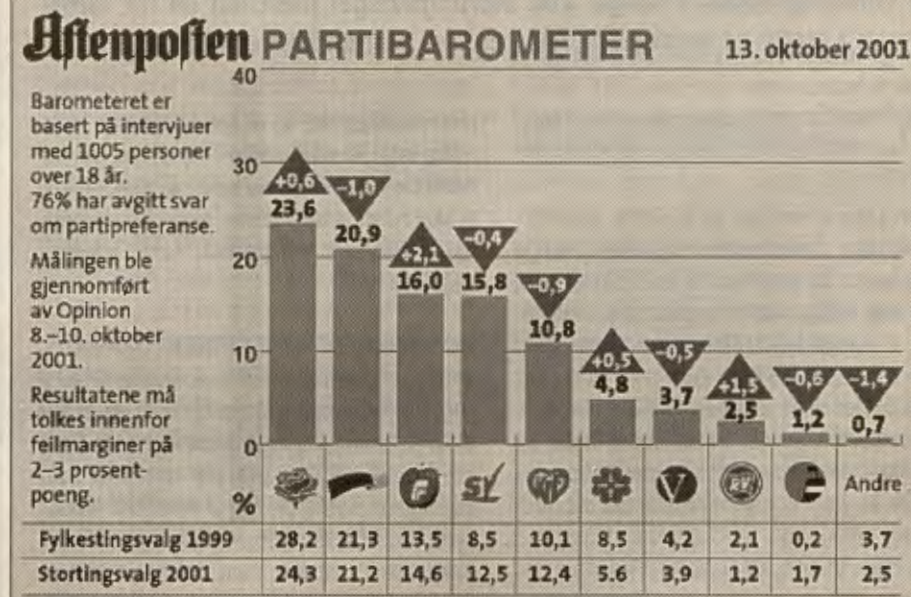 Aftenposten PARTIBAROMETER 13. oktober 2001
Barometeret er
basert på intervjuer
med 1005 personer
over 18 år.
76% har avgitt svar
om partipreferanse.
Målingen ble
gjennomført
av Opinion
8.–10. oktober
2001.
Resultatene må
tolkes innenfor
feilmarginer på
2–3 prosent-
poeng.
40
30
20
10
0
%
+0,6 –1,0 +2,1 –0,4 –0,9 +0,5 –0,5 +1,5 –0,6 –1,4
23,6 20,9 16,0 15,8 10,8 4,8 3,7 2,5 1,2 0,7
SV KrF V RV Andre
Fylkestingsvalg 1999 28,2 21,3 13,5 8,5 10,1 8,5 4,2 2,1 0,2 3,7
Stortingsvalg 2001 24,3 21,2 14,6 12,5 12,4 5.6 3,9 1,2 1,7 2,5